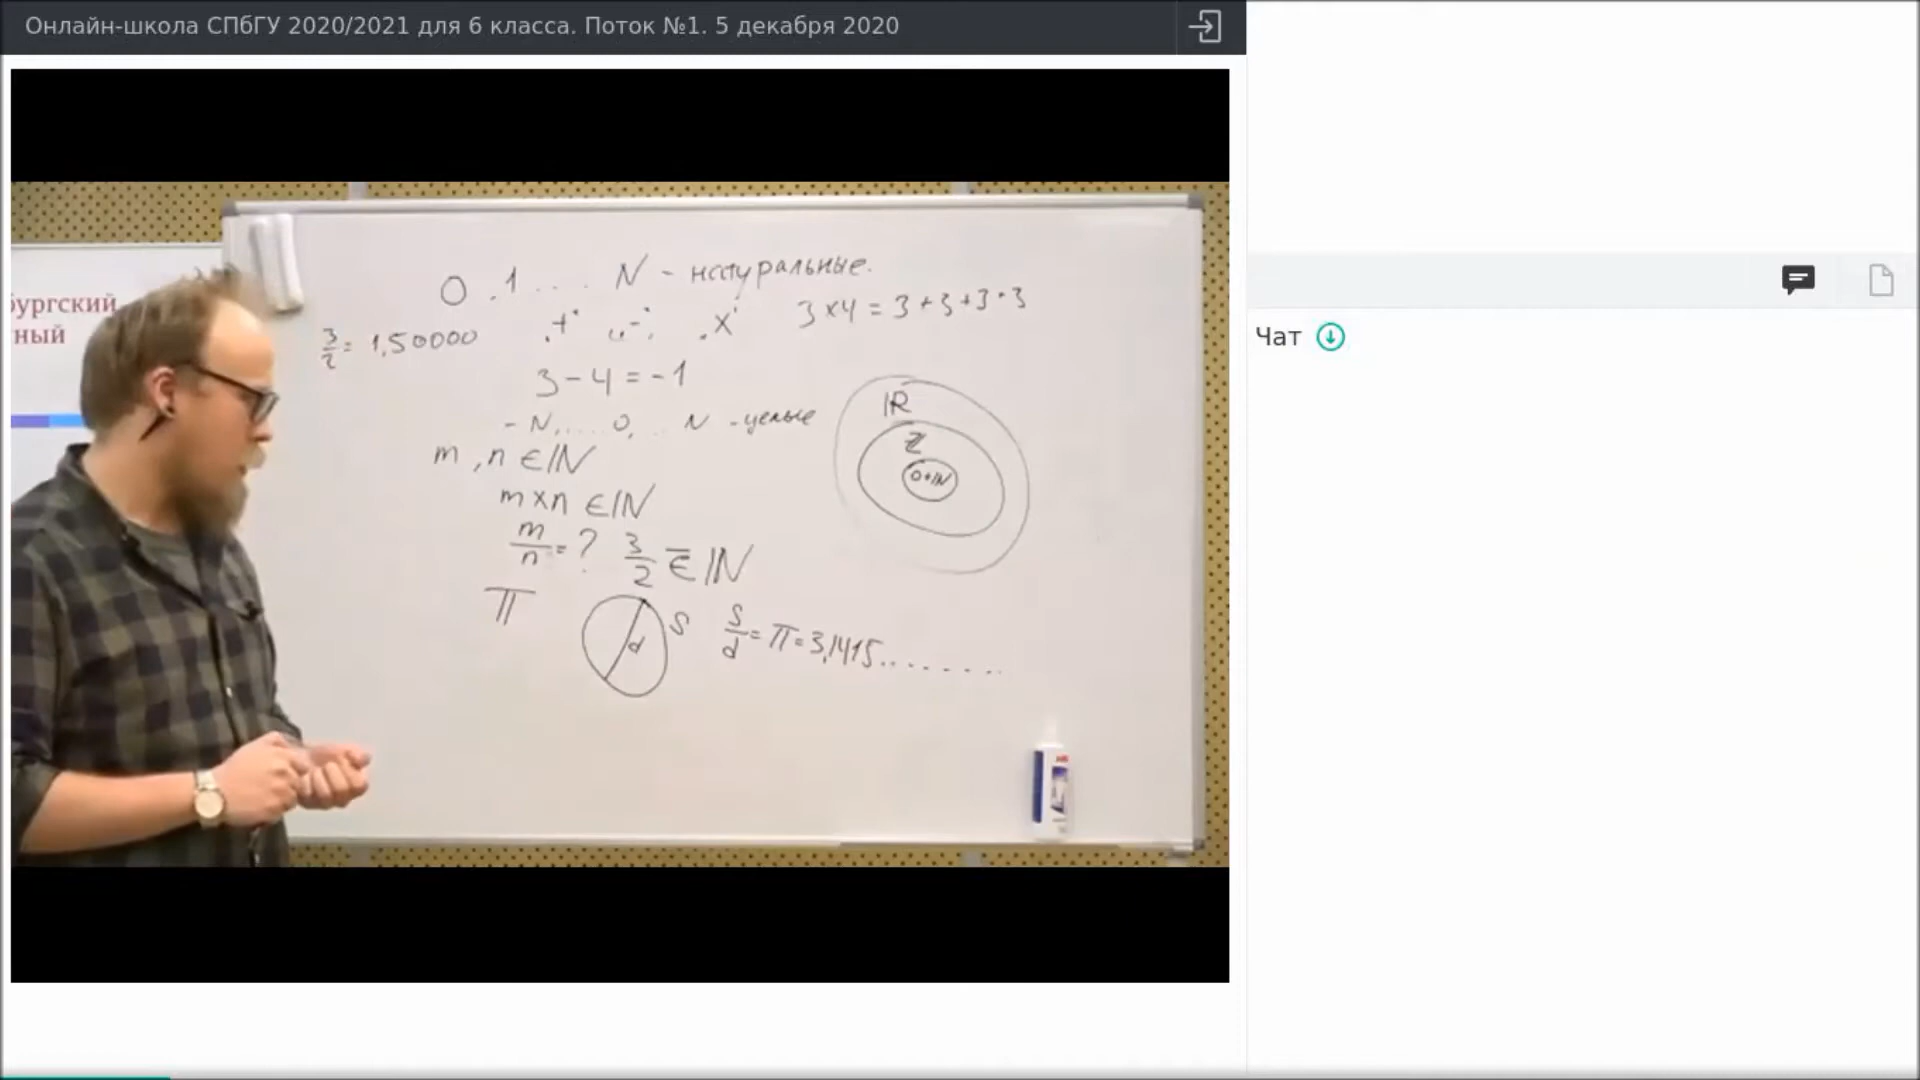 Онлайн-школа СПбГУ 2020/2021 для 6 класса. Поток №1. 5 декабря 2020
Чат
бургский
ный
0, 1 .... N - натуральные.
"+" "-" "x" 3 x 4 = 3 + 3 + 3 + 3
3/2 = 1,50000
3 - 4 = -1
- N, ... 0, .. N - целые
m, n ∈ ℕ
m x n ∈ ℕ
m/n = ? 3/2 ∈̅ ℕ
π d S S/d = π = 3,1415........
ℝ
ℤ
0+ℕ